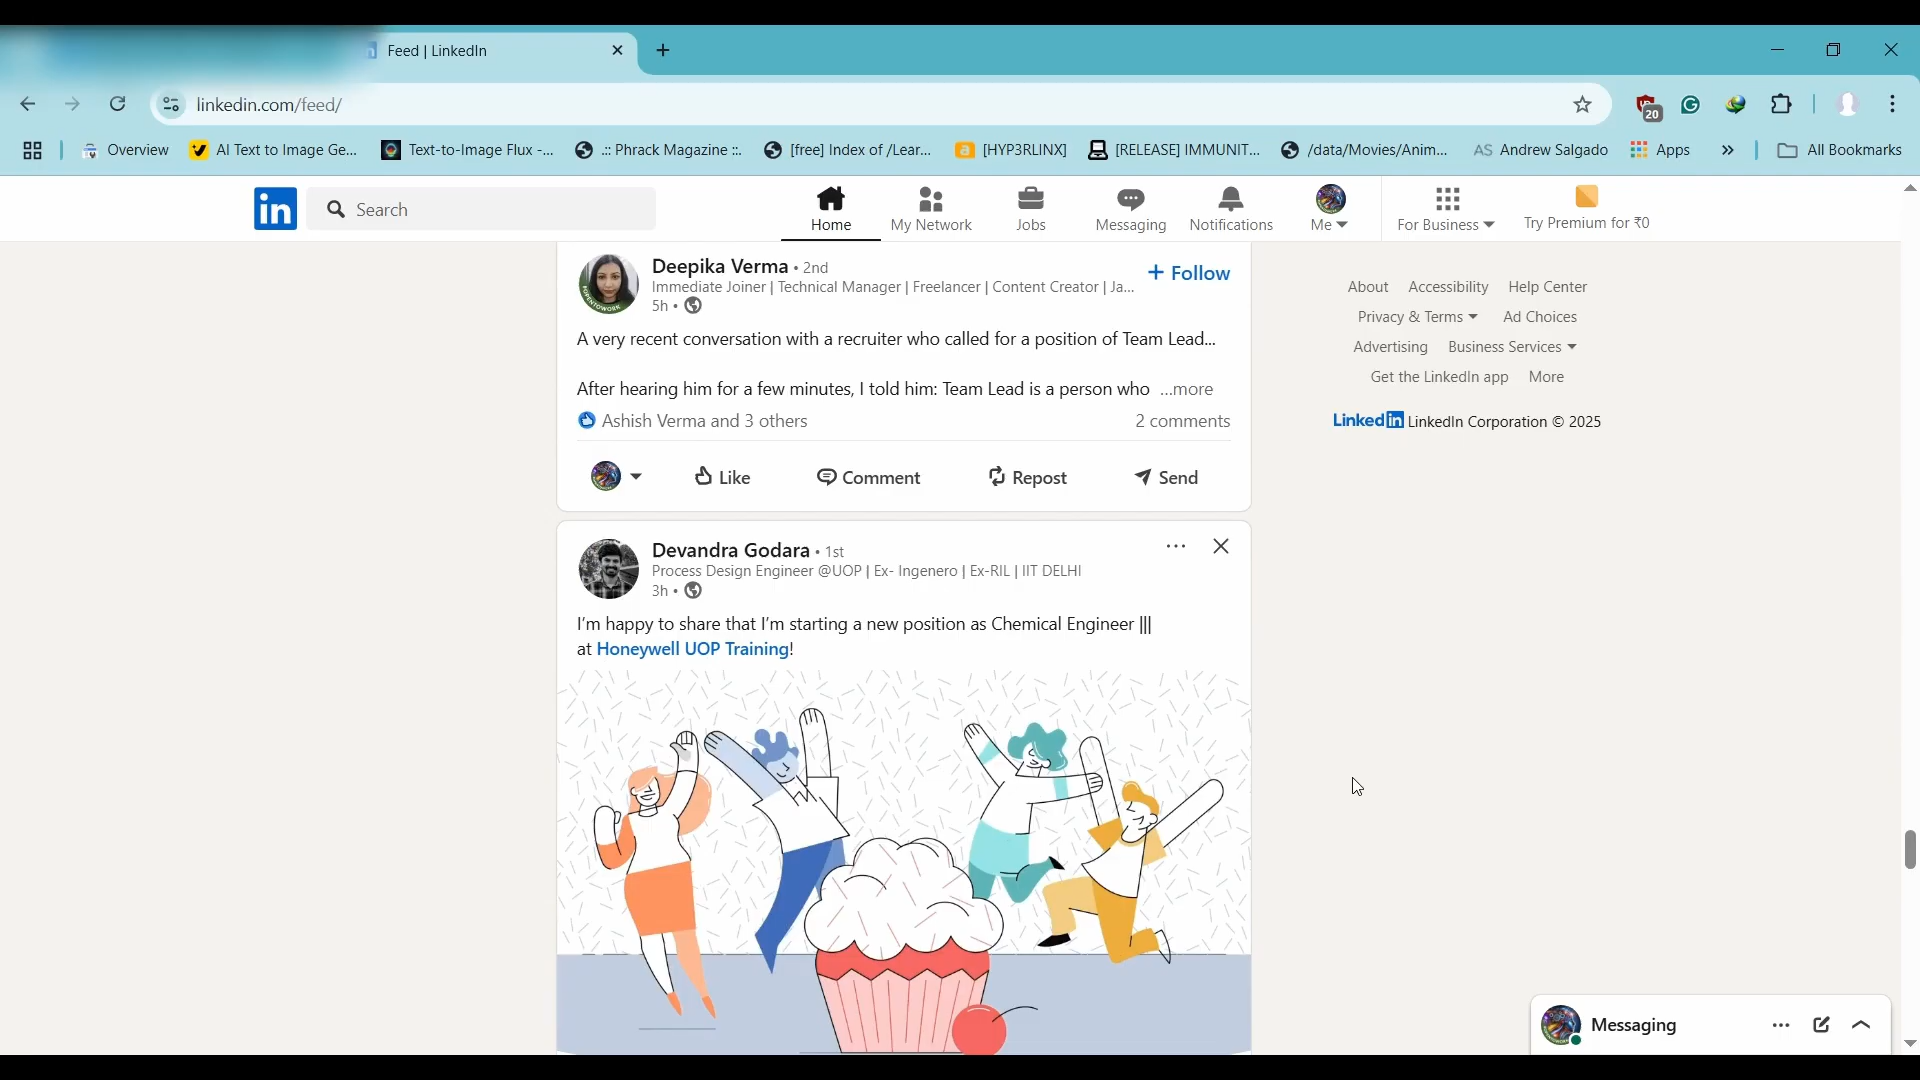 Feed | LinkedIn
linkedin.com/feed/
20
Overview
AI Text to Image Ge...
Text-to-Image Flux -...
.:: Phrack Magazine ::.
[free] Index of /Lear...
[HYP3RLINX]
[RELEASE] IMMUNIT...
/data/Movies/Anim...
AS Andrew Salgado
Apps
All Bookmarks
in
Search
Home
My Network
Jobs
Messaging
Notifications
Me
For Business
Try Premium for ₹0
Deepika Verma • 2nd
Immediate Joiner | Technical Manager | Freelancer | Content Creator | Ja...
5h •
+ Follow
A very recent conversation with a recruiter who called for a position of Team Lead...
After hearing him for a few minutes, I told him: Team Lead is a person who ...more
Ashish Verma and 3 others
2 comments
Like
Comment
Repost
Send
Devandra Godara • 1st
Process Design Engineer @UOP | Ex- Ingenero | Ex-RIL | IIT DELHI
3h •
I’m happy to share that I’m starting a new position as Chemical Engineer |||
at Honeywell UOP Training!
About
Accessibility
Help Center
Privacy & Terms
Ad Choices
Advertising
Business Services
Get the LinkedIn app
More
Linked in LinkedIn Corporation © 2025
Messaging